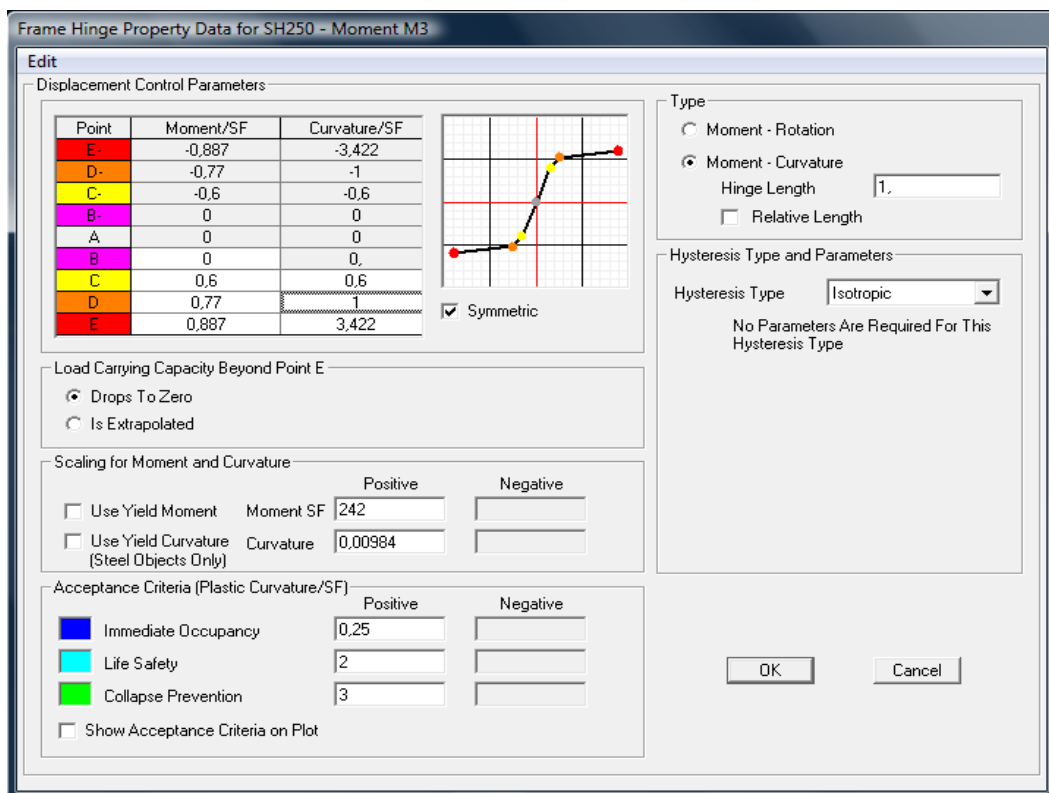 Frame Hinge Property Data for SH250 - Moment M3
Edit
Displacement Control Parameters
Point Moment/SF Curvature/SF
E- -0,887 -3,422
D- -0,77 -1
C- -0,6 -0,6
B- 0 0
A 0 0
B 0 0,
C 0,6 0,6
D 0,77 1
E 0,887 3,422
Symmetric
Load Carrying Capacity Beyond Point E
Drops To Zero
Is Extrapolated
Scaling for Moment and Curvature
Positive Negative
Use Yield Moment Moment SF 242
Use Yield Curvature Curvature 0,00984
(Steel Objects Only)
Acceptance Criteria (Plastic Curvature/SF)
Positive Negative
Immediate Occupancy 0,25
Life Safety 2
Collapse Prevention 3
Show Acceptance Criteria on Plot
Type
Moment - Rotation
Moment - Curvature
Hinge Length 1,
Relative Length
Hysteresis Type and Parameters
Hysteresis Type Isotropic
No Parameters Are Required For This
Hysteresis Type
OK Cancel